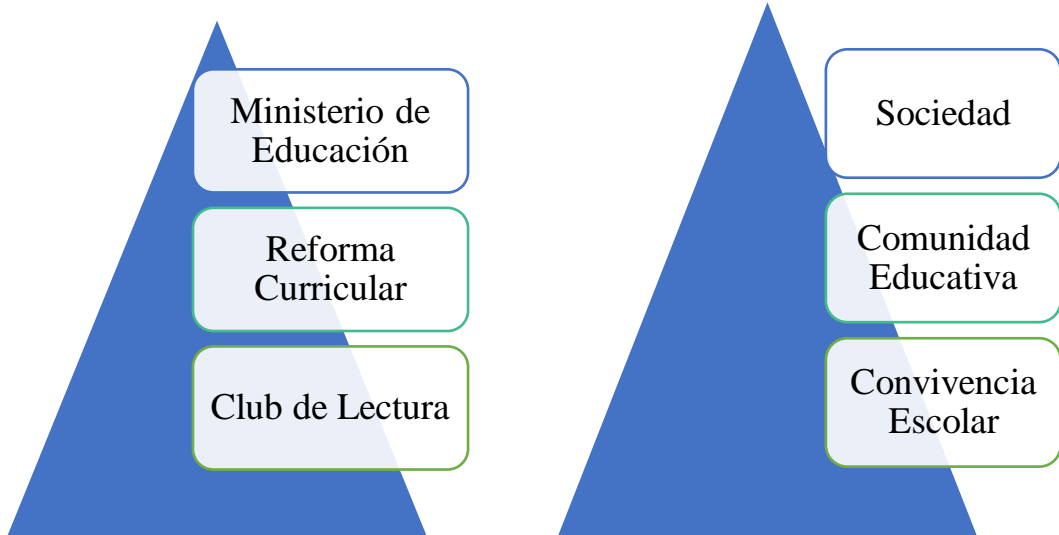 Ministerio de
Educación
Reforma
Curricular
Club de Lectura
Sociedad
Comunidad
Educativa
Convivencia
Escolar